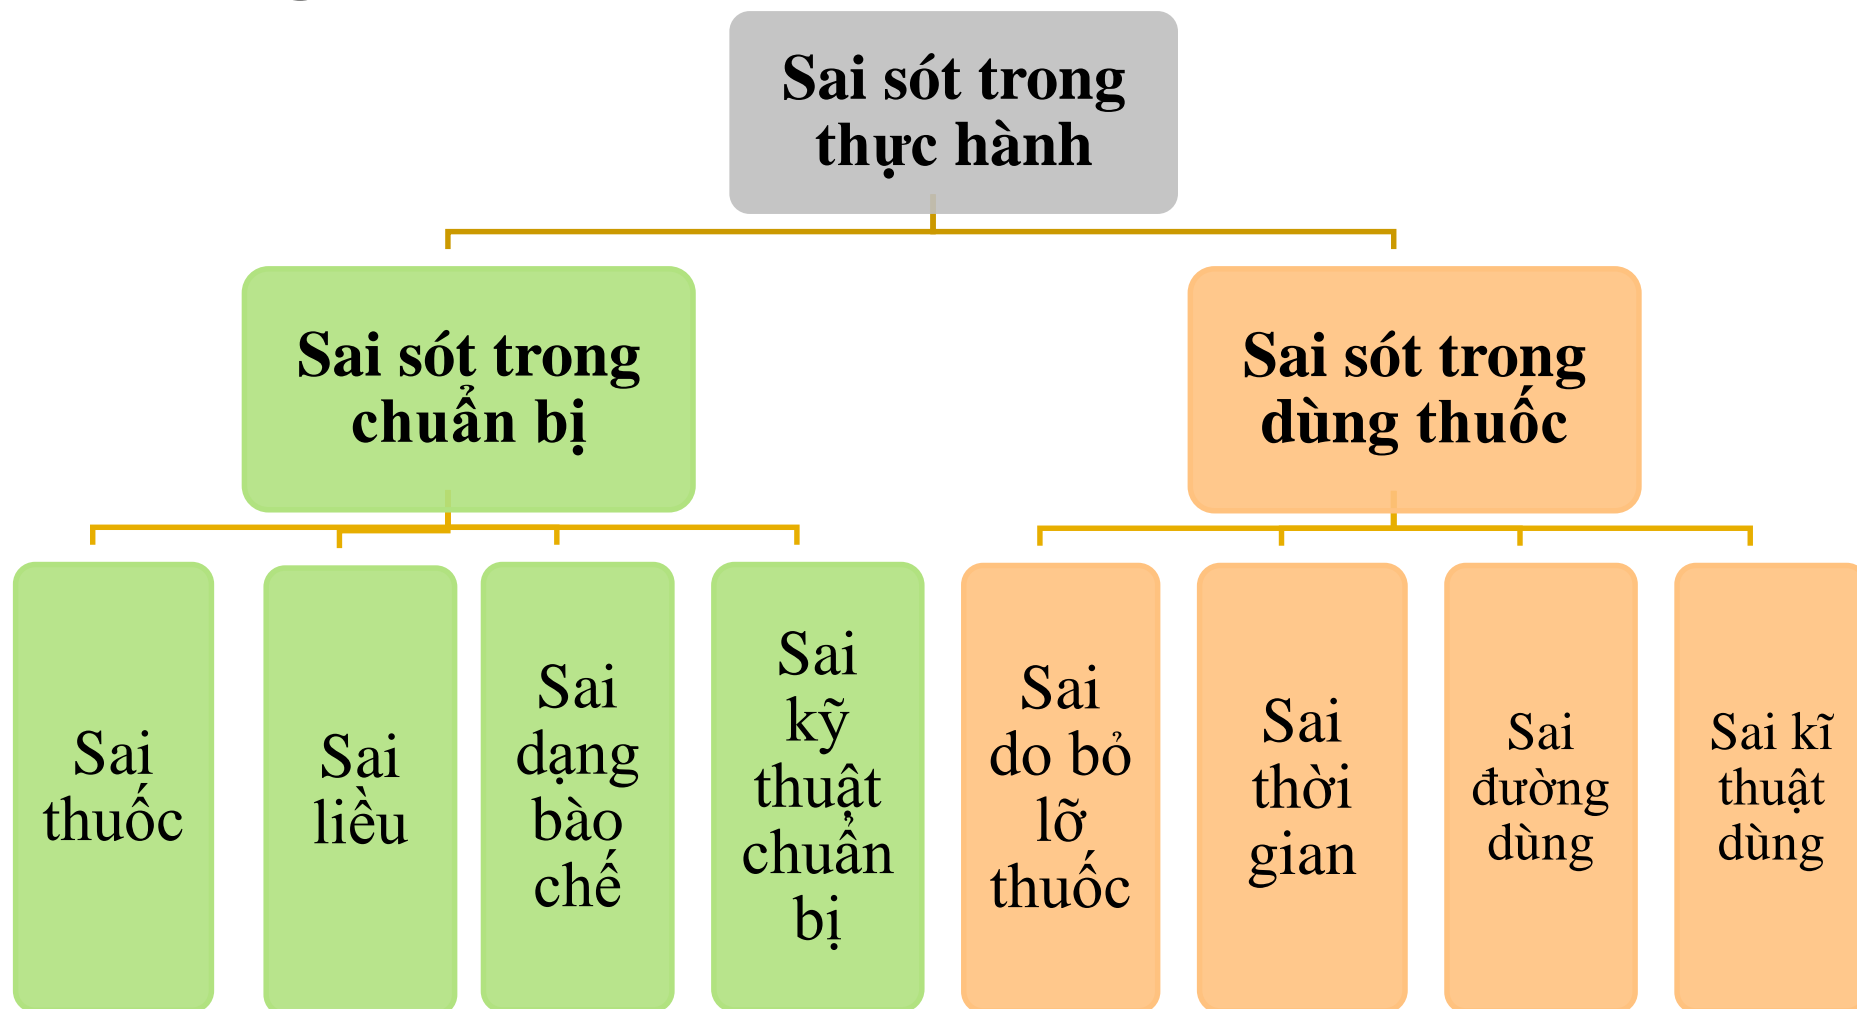 Sai sót trong
thực hành
Sai sót trong
chuẩn bị
Sai sót trong
dùng thuốc
Sai
thuốc
Sai
liều
Sai
dạng
bào
chế
Sai
kỹ
thuật
chuẩn
bị
Sai
do bỏ
lỡ
thuốc
Sai
thời
gian
Sai
đường
dùng
Sai kĩ
thuật
dùng